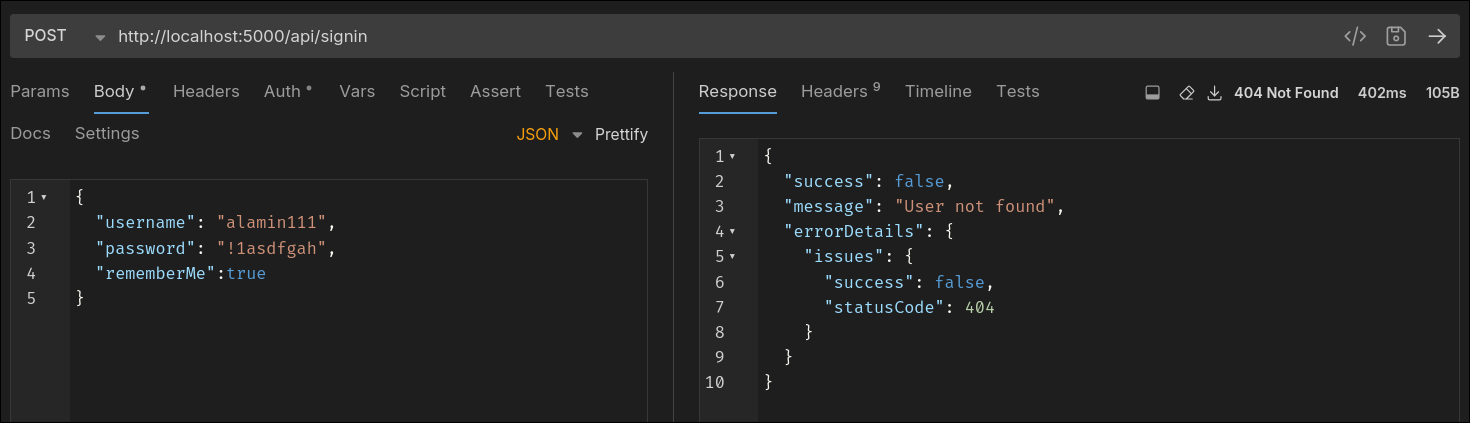 POST http://localhost:5000/api/signin
Params Body Headers Auth Vars Script Assert Tests
Docs Settings JSON Prettify
1 {
2 "username": "alamin111",
3 "password": "!1asdfgah",
4 "rememberMe":true
5 }
Response Headers 9 Timeline Tests 404 Not Found 402ms 105B
1 {
2 "success": false,
3 "message": "User not found",
4 "errorDetails": {
5 "issues": {
6 "success": false,
7 "statusCode": 404
8 }
9 }
10 }